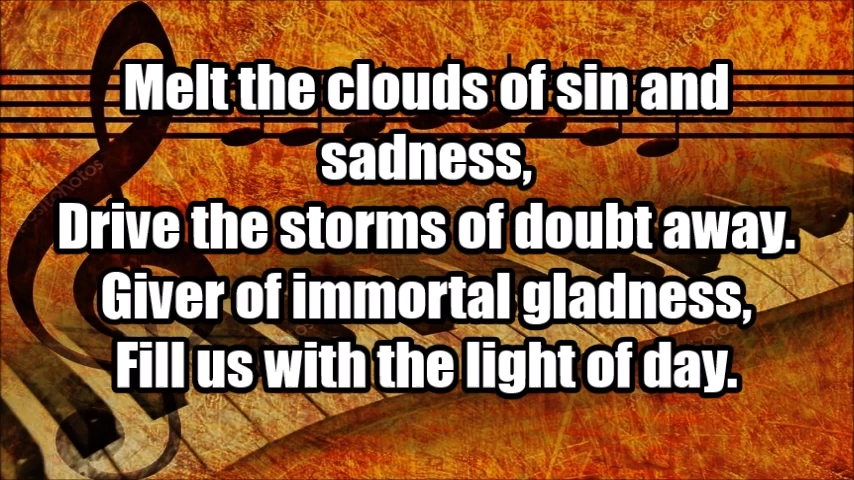 Melt the clouds of sin and
sadness,
Drive the storms of doubt away.
Giver of immortal gladness,
Fill us with the light of day.